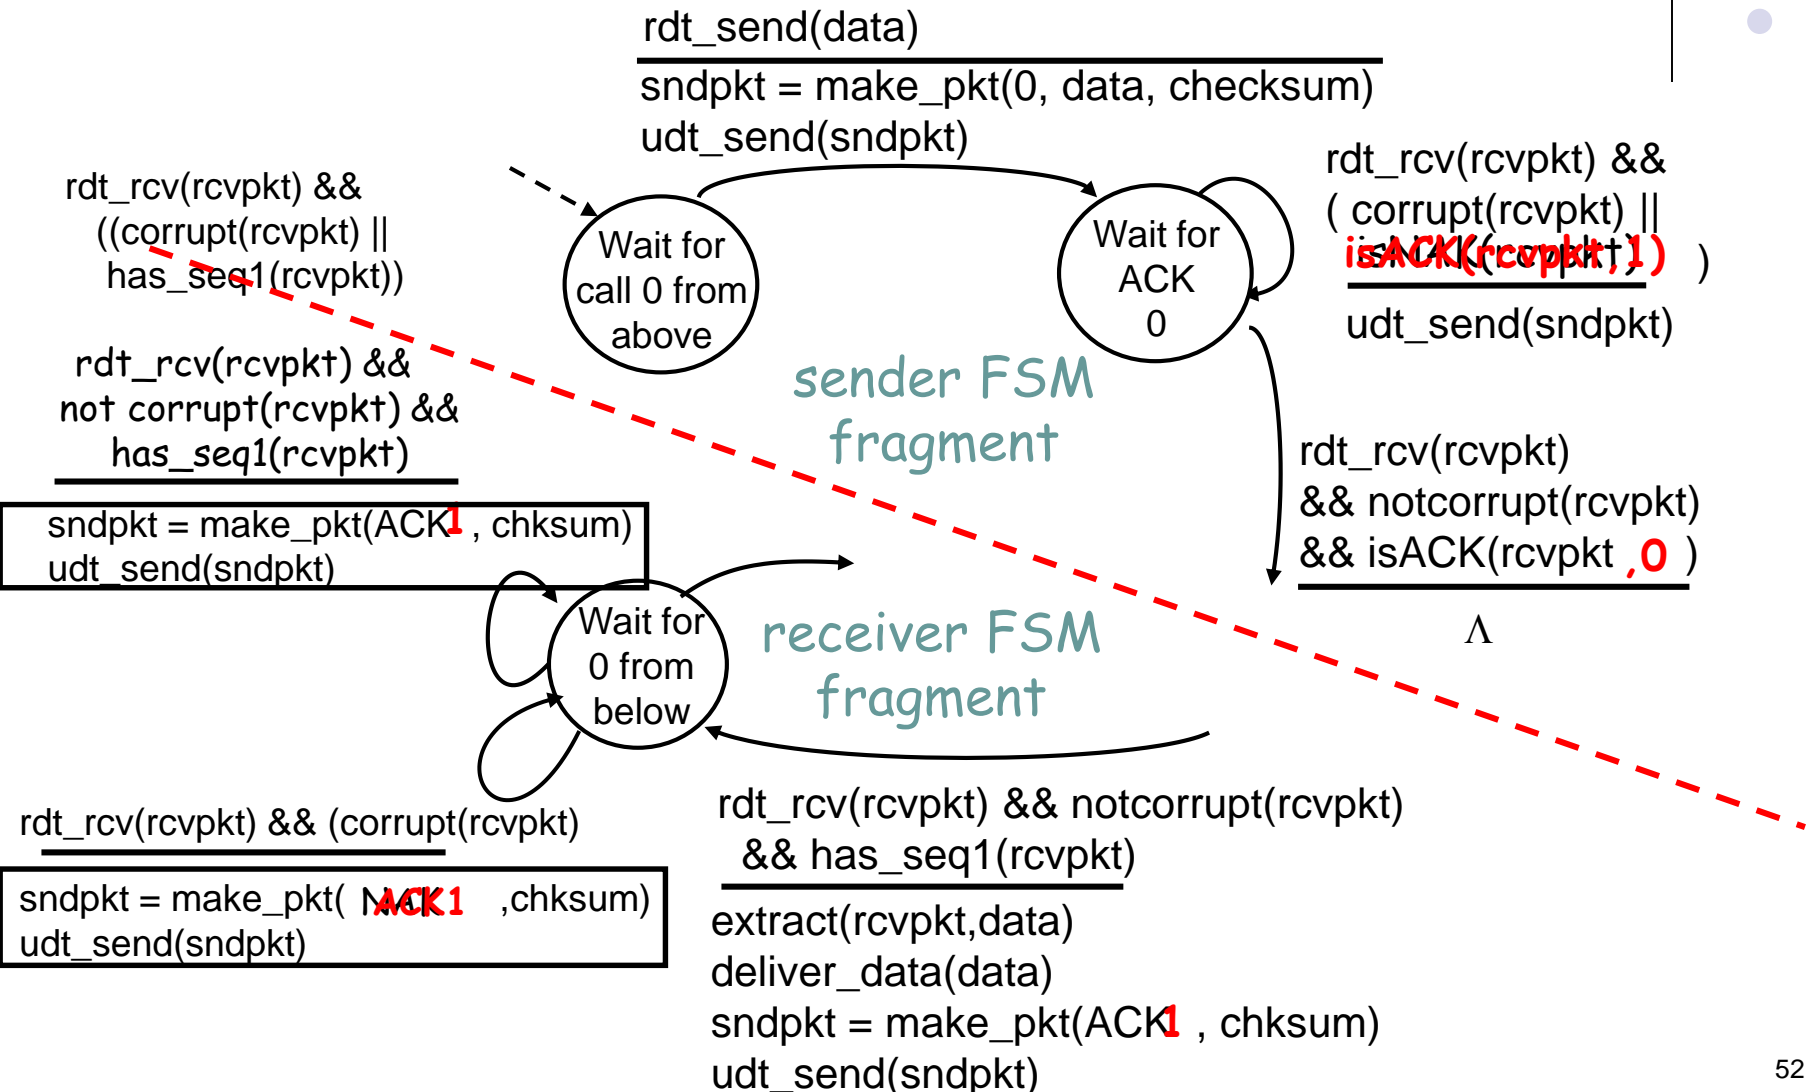 rdt_send(data)
sndpkt = make_pkt(0, data, checksum)
udt_send(sndpkt)
rdt_rcv(rcvpkt) &&
( corrupt(rcvpkt) ||
isACK(rcvpkt,1) )
udt_send(sndpkt)
rdt_rcv(rcvpkt) &&
((corrupt(rcvpkt) ||
has_seq1(rcvpkt))
Wait for
call 0 from
above
Wait for
ACK
0
rdt_rcv(rcvpkt) &&
not corrupt(rcvpkt) &&
has_seq1(rcvpkt)
sndpkt = make_pkt(ACK1 , chksum)
udt_send(sndpkt)
sender FSM
fragment
rdt_rcv(rcvpkt)
&& notcorrupt(rcvpkt)
&& isACK(rcvpkt ,0 )
Λ
Wait for
0 from
below
receiver FSM
fragment
rdt_rcv(rcvpkt) && (corrupt(rcvpkt)
sndpkt = make_pkt( ACK1 ,chksum)
udt_send(sndpkt)
rdt_rcv(rcvpkt) && notcorrupt(rcvpkt)
&& has_seq1(rcvpkt)
extract(rcvpkt,data)
deliver_data(data)
sndpkt = make_pkt(ACK1 , chksum)
udt_send(sndpkt)
52